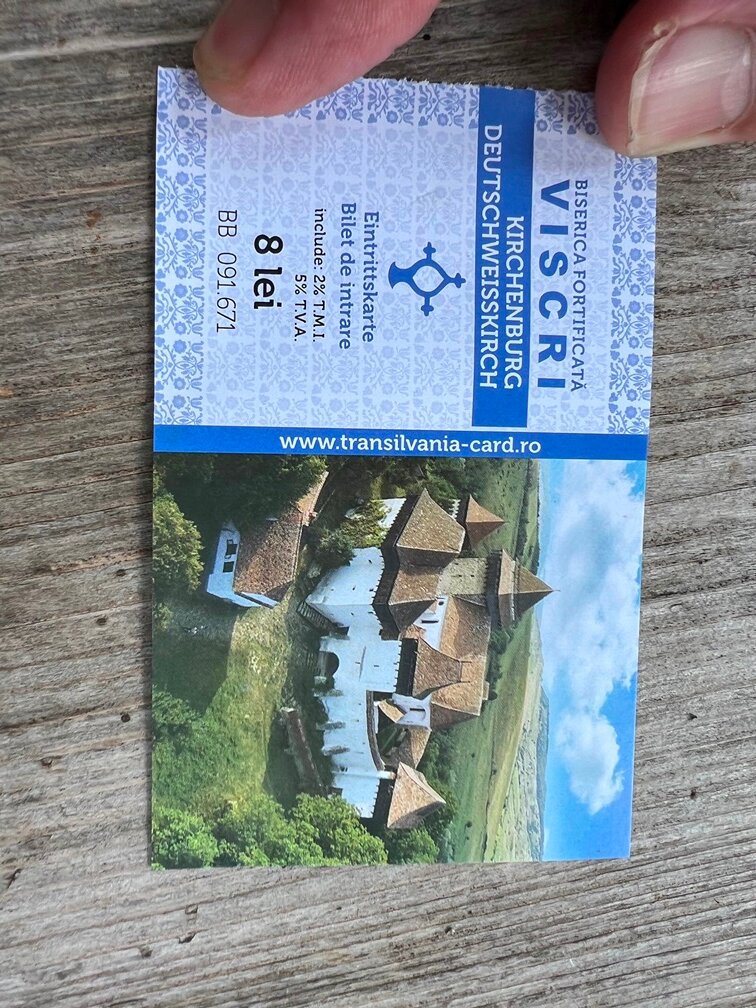 BISERICA FORTIFICATĂ
VISCRI
KIRCHENBURG
DEUTSCHWEISSKIRCH
Eintrittskarte
Bilet de intrare
include: 2% T.M.I.
5% T.V.A.
8 lei
BB 091.671
www.transilvania-card.ro